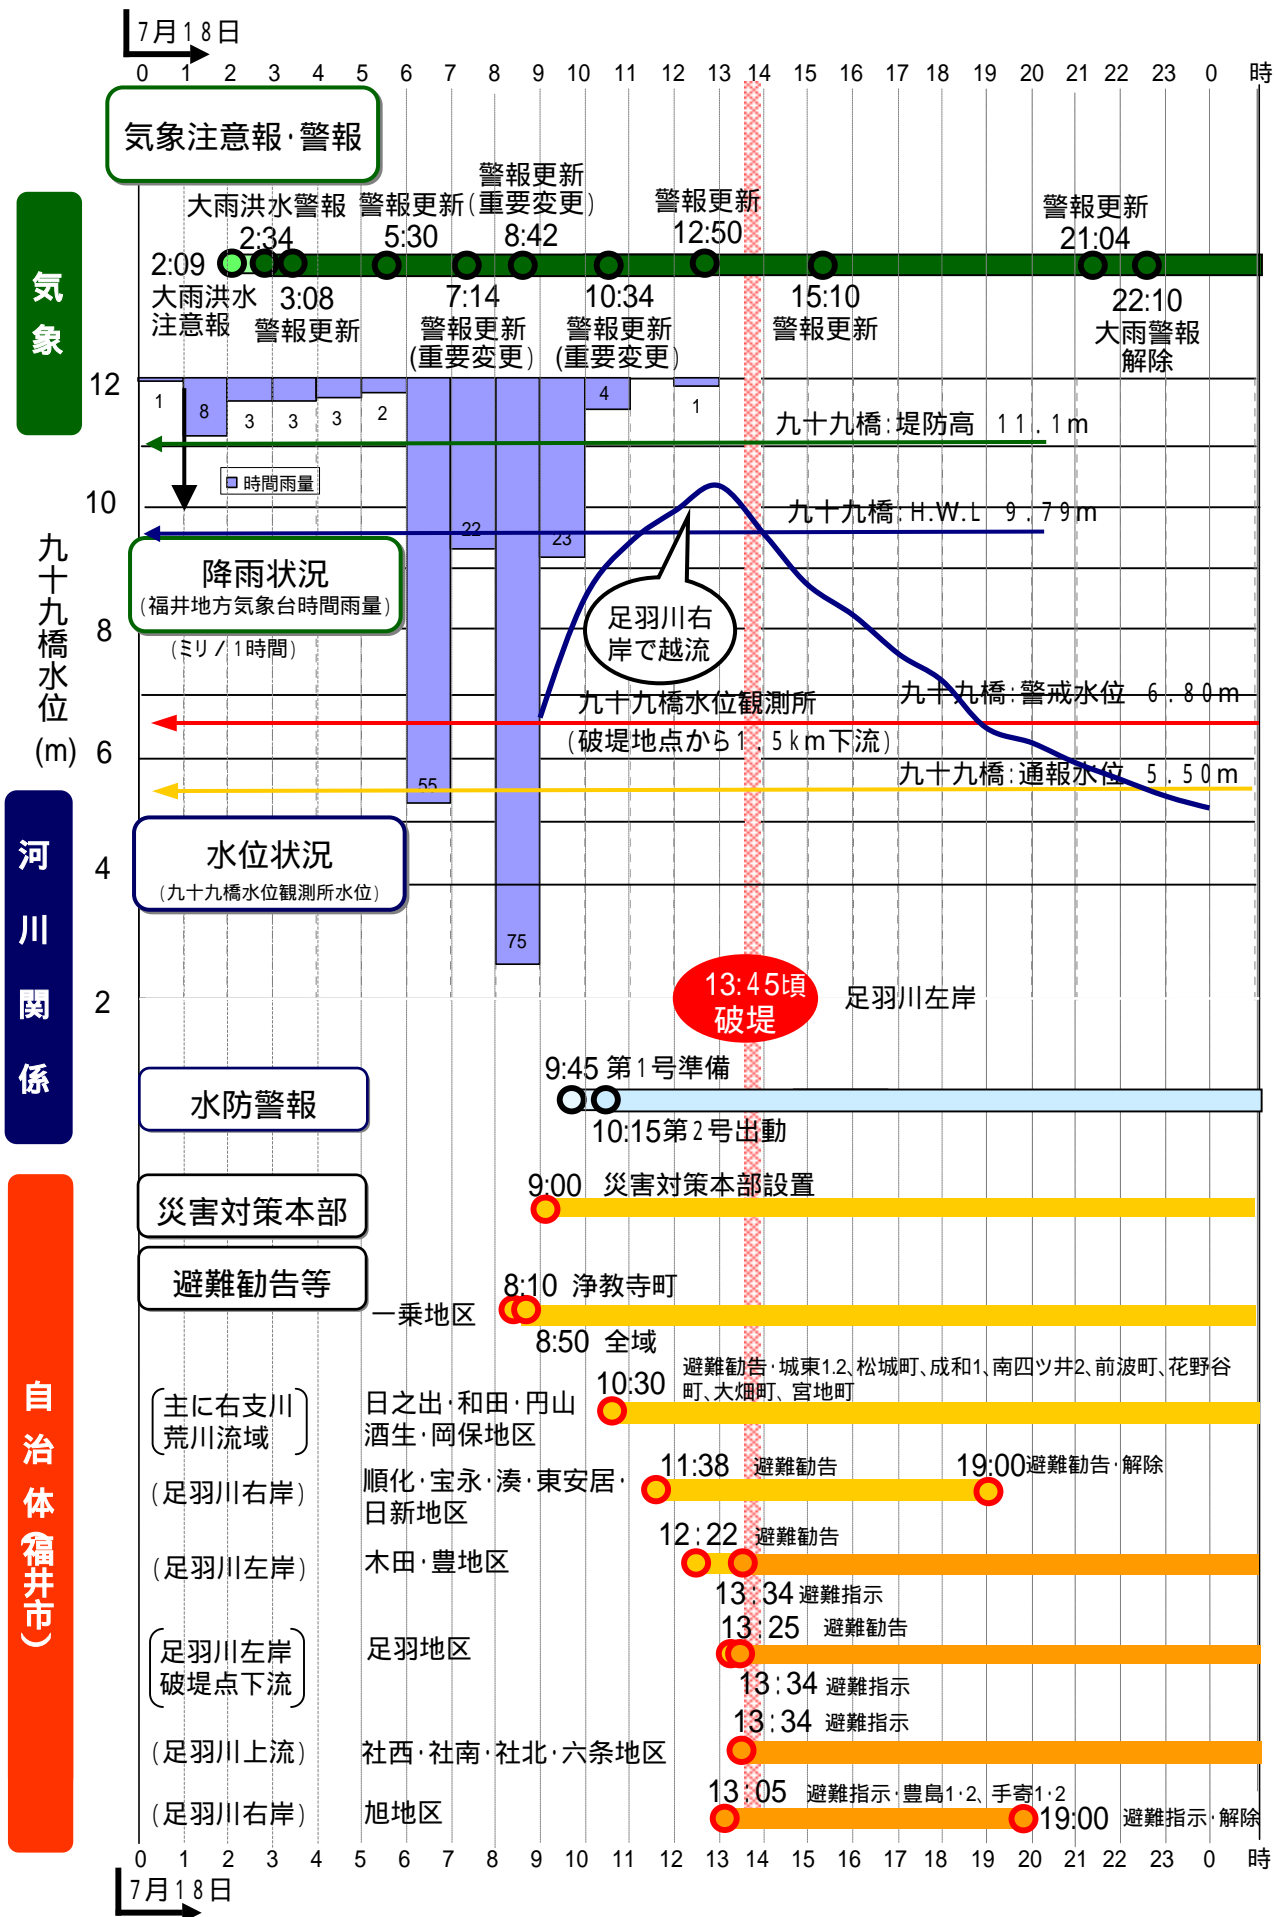 7月18日
0 1 2 3 4 5 6 7 8 9 10 11 12 13 14 15 16 17 18 19 20 21 22 23 0 時
気象注意報・警報
気象
大雨洪水警報
2:34
警報更新
5:30
警報更新
(重要変更)
8:42
警報更新
12:50
警報更新
21:04
2:09
大雨洪水
注意報
3:08
警報更新
7:14
警報更新
(重要変更)
10:34
警報更新
(重要変更)
15:10
警報更新
22:10
大雨警報
解除
12
10
8
6
4
2
九十九橋水位
(m)
1
8
3
3
3
2
55
22
75
23
4
1
時間雨量
九十九橋:堤防高 11.1m
九十九橋:H.W.L 9.79m
降雨状況
(福井地方気象台時間雨量)
(ミリ/1時間)
足羽川右
岸で越流
九十九橋水位観測所
(破堤地点から1.5km下流)
九十九橋:警戒水位 6.80m
九十九橋:通報水位 5.50m
河川関係
水位状況
(九十九橋水位観測所水位)
13:45頃
破堤
足羽川左岸
水防警報
9:45 第1号準備
10:15第2号出動
自治体(福井市)
災害対策本部
9:00 災害対策本部設置
避難勧告等
一乗地区
8:10 浄教寺町
8:50 全域
主に右支川
荒川流域
日之出・和田・円山
酒生・岡保地区
10:30
避難勧告・城東1.2、松城町、成和1、南四ツ井2、前波町、花野谷
町、大畑町、宮地町
(足羽川右岸)
順化・宝永・湊・東安居・
日新地区
11:38 避難勧告
19:00避難勧告・解除
(足羽川左岸)
木田・豊地区
12:22 避難勧告
13:34 避難指示
足羽川左岸
破堤点下流
足羽地区
13:25 避難勧告
13:34 避難指示
(足羽川上流)
社西・社南・社北・六条地区
13:34 避難指示
(足羽川右岸)
旭地区
13:05 避難指示・豊島1・2、手寄1・2
19:00 避難指示・解除
0 1 2 3 4 5 6 7 8 9 10 11 12 13 14 15 16 17 18 19 20 21 22 23 0 時
7月18日